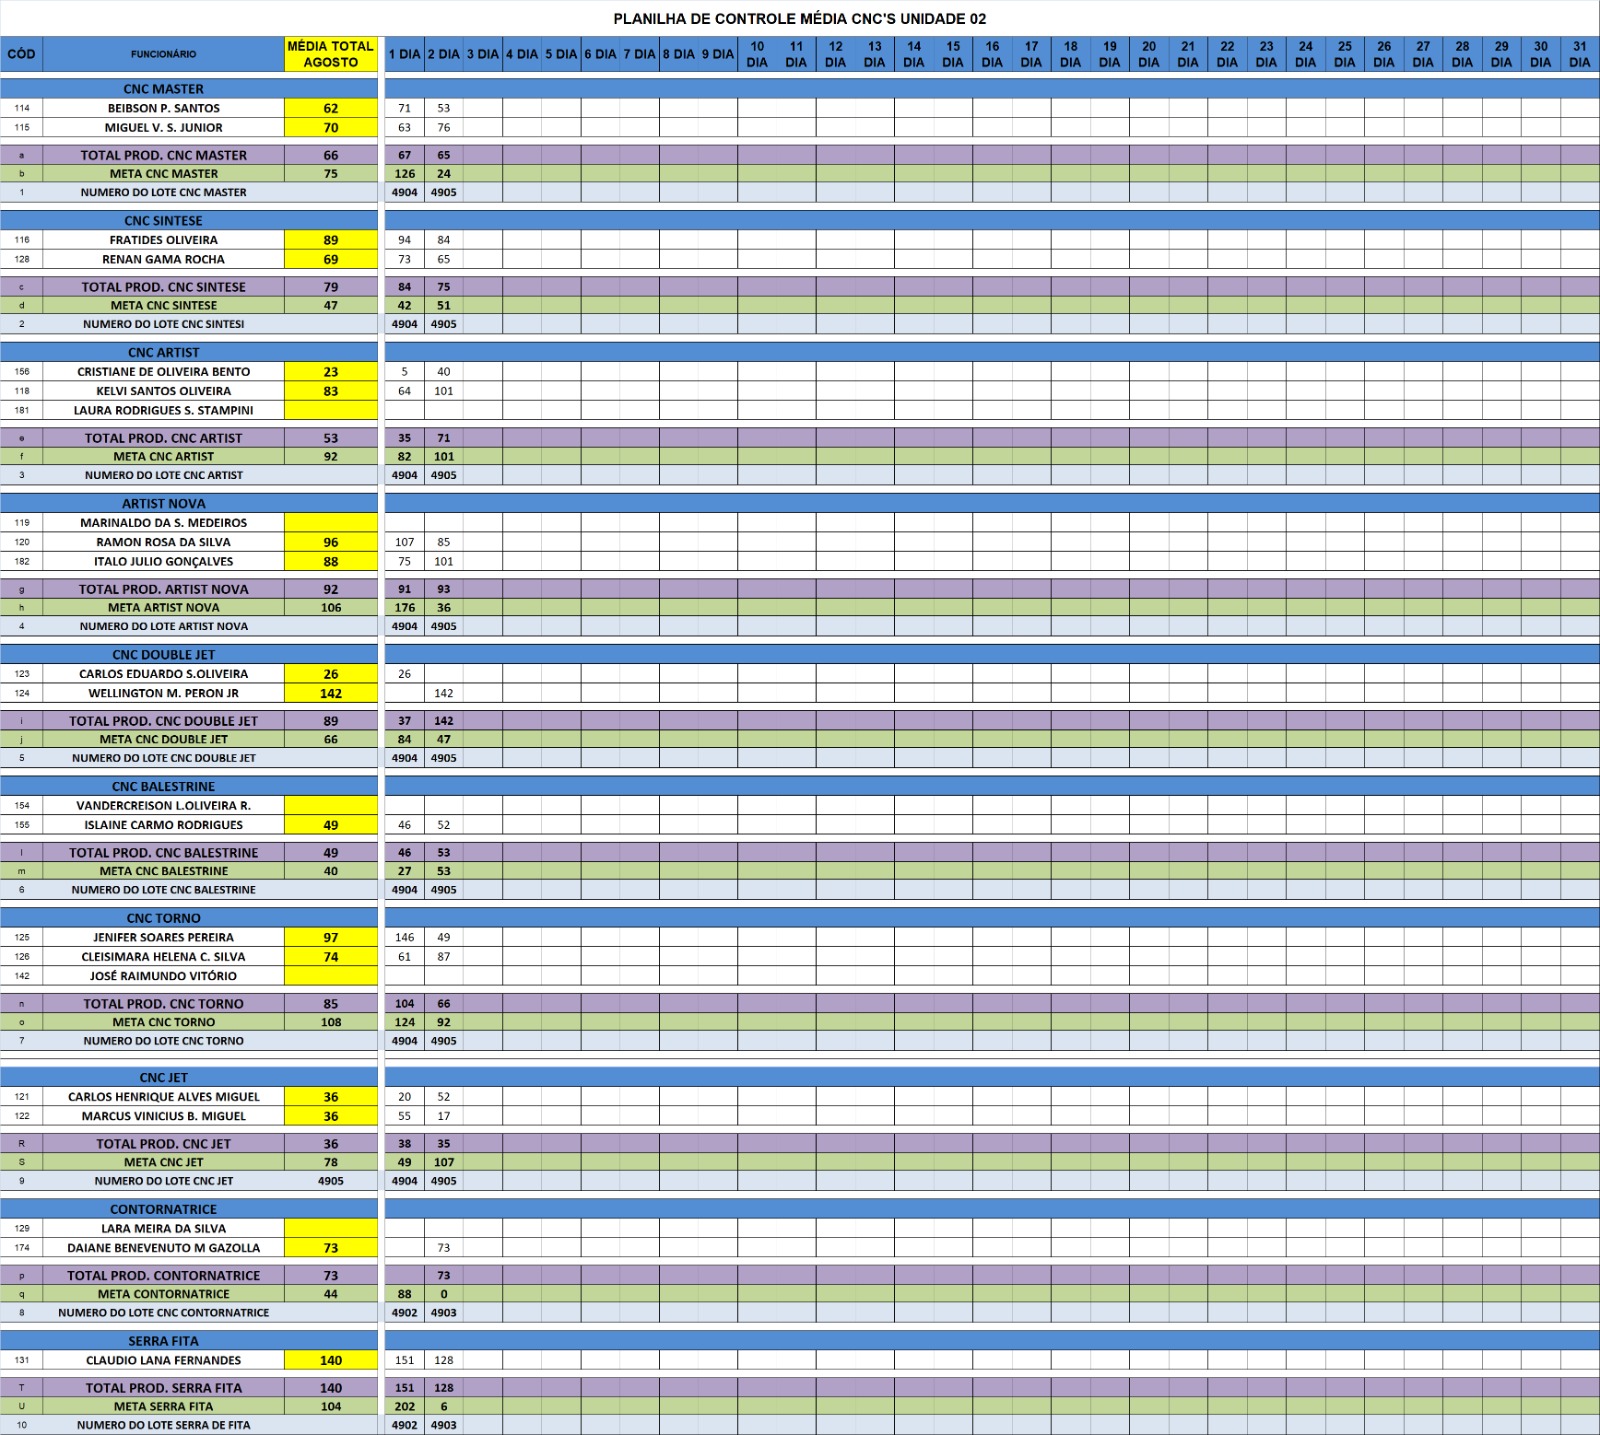 PLANILHA DE CONTROLE MÉDIA CNC'S UNIDADE 02
CÓD FUNCIONÁRIO MÉDIA TOTAL AGOSTO 1 DIA 2 DIA 3 DIA 4 DIA 5 DIA 6 DIA 7 DIA 8 DIA 9 DIA 10 DIA 11 DIA 12 DIA 13 DIA 14 DIA 15 DIA 16 DIA 17 DIA 18 DIA 19 DIA 20 DIA 21 DIA 22 DIA 23 DIA 24 DIA 25 DIA 26 DIA 27 DIA 28 DIA 29 DIA 30 DIA 31 DIA
CNC MASTER
114 BEIBSON P. SANTOS 62 71 53
115 MIGUEL V. S. JUNIOR 70 63 76
a TOTAL PROD. CNC MASTER 66 67 65
b META CNC MASTER 75 126 24
1 NUMERO DO LOTE CNC MASTER 4904 4905
CNC SINTESE
116 FRATIDES OLIVEIRA 89 94 84
128 RENAN GAMA ROCHA 69 73 65
c TOTAL PROD. CNC SINTESE 79 84 75
d META CNC SINTESE 47 42 51
2 NUMERO DO LOTE CNC SINTESI 4904 4905
CNC ARTIST
156 CRISTIANE DE OLIVEIRA BENTO 23 5 40
118 KELVI SANTOS OLIVEIRA 83 64 101
181 LAURA RODRIGUES S. STAMPINI
e TOTAL PROD. CNC ARTIST 53 35 71
f META CNC ARTIST 92 82 101
3 NUMERO DO LOTE CNC ARTIST 4904 4905
ARTIST NOVA
119 MARINALDO DA S. MEDEIROS
120 RAMON ROSA DA SILVA 96 107 85
182 ITALO JULIO GONÇALVES 88 75 101
g TOTAL PROD. ARTIST NOVA 92 91 93
h META ARTIST NOVA 106 176 36
4 NUMERO DO LOTE ARTIST NOVA 4904 4905
CNC DOUBLE JET
123 CARLOS EDUARDO S.OLIVEIRA 26 26
124 WELLINGTON M. PERON JR 142 142
i TOTAL PROD. CNC DOUBLE JET 89 37 142
j META CNC DOUBLE JET 66 84 47
5 NUMERO DO LOTE CNC DOUBLE JET 4904 4905
CNC BALESTRINE
154 VANDERCREISON L.OLIVEIRA R.
155 ISLAINE CARMO RODRIGUES 49 46 52
l TOTAL PROD. CNC BALESTRINE 49 46 53
m META CNC BALESTRINE 40 27 53
6 NUMERO DO LOTE CNC BALESTRINE 4904 4905
CNC TORNO
125 JENIFER SOARES PEREIRA 97 146 49
126 CLEISIMARA HELENA C. SILVA 74 61 87
142 JOSÉ RAIMUNDO VITÓRIO
n TOTAL PROD. CNC TORNO 85 104 66
o META CNC TORNO 108 124 92
7 NUMERO DO LOTE CNC TORNO 4904 4905
CNC JET
121 CARLOS HENRIQUE ALVES MIGUEL 36 20 52
122 MARCUS VINICIUS B. MIGUEL 36 55 17
R TOTAL PROD. CNC JET 36 38 35
S META CNC JET 78 49 107
9 NUMERO DO LOTE CNC JET 4905 4904 4905
CONTORNATRICE
129 LARA MEIRA DA SILVA
174 DAIANE BENEVENUTO M GAZOLLA 73 73
p TOTAL PROD. CONTORNATRICE 73 73
q META CONTORNATRICE 44 88 0
8 NUMERO DO LOTE CNC CONTORNATRICE 4902 4903
SERRA FITA
131 CLAUDIO LANA FERNANDES 140 151 128
T TOTAL PROD. SERRA FITA 140 151 128
U META SERRA FITA 104 202 6
10 NUMERO DO LOTE SERRA DE FITA 4902 4903